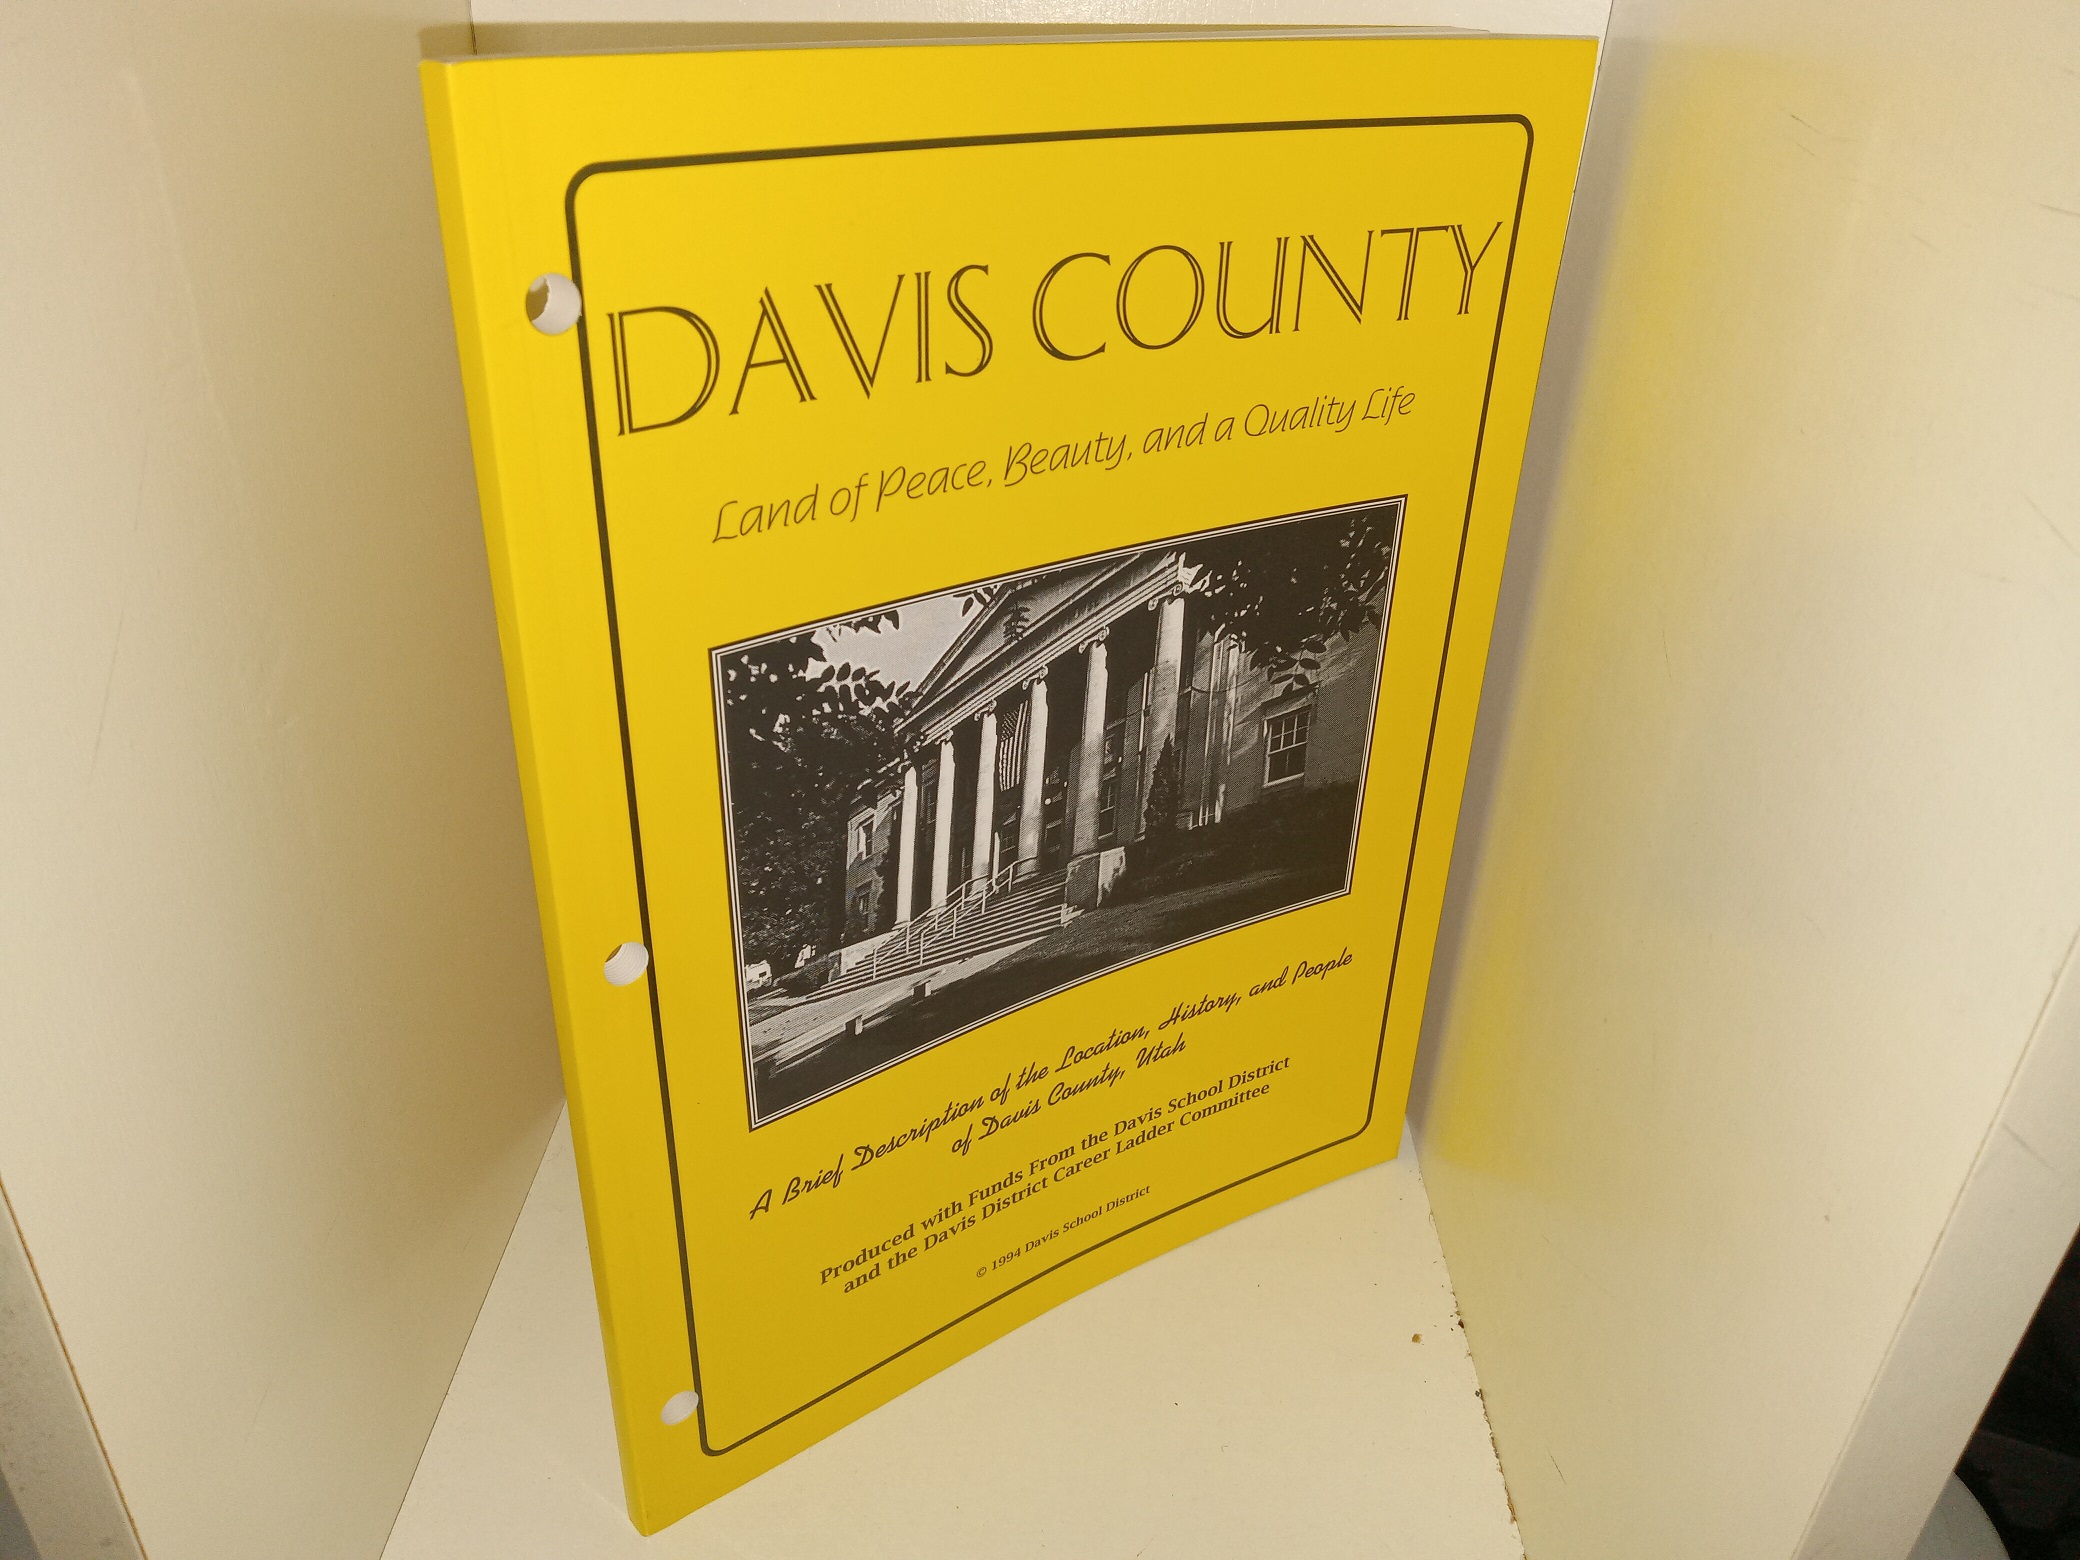 DAVIS COUNTY
Land of Peace, Beauty, and a Quality Life
A Brief Description of the Location, History, and People
of Davis County, Utah
Produced with Funds From the Davis School District
and the Davis District Career Ladder Committee
© 1994 Davis School District